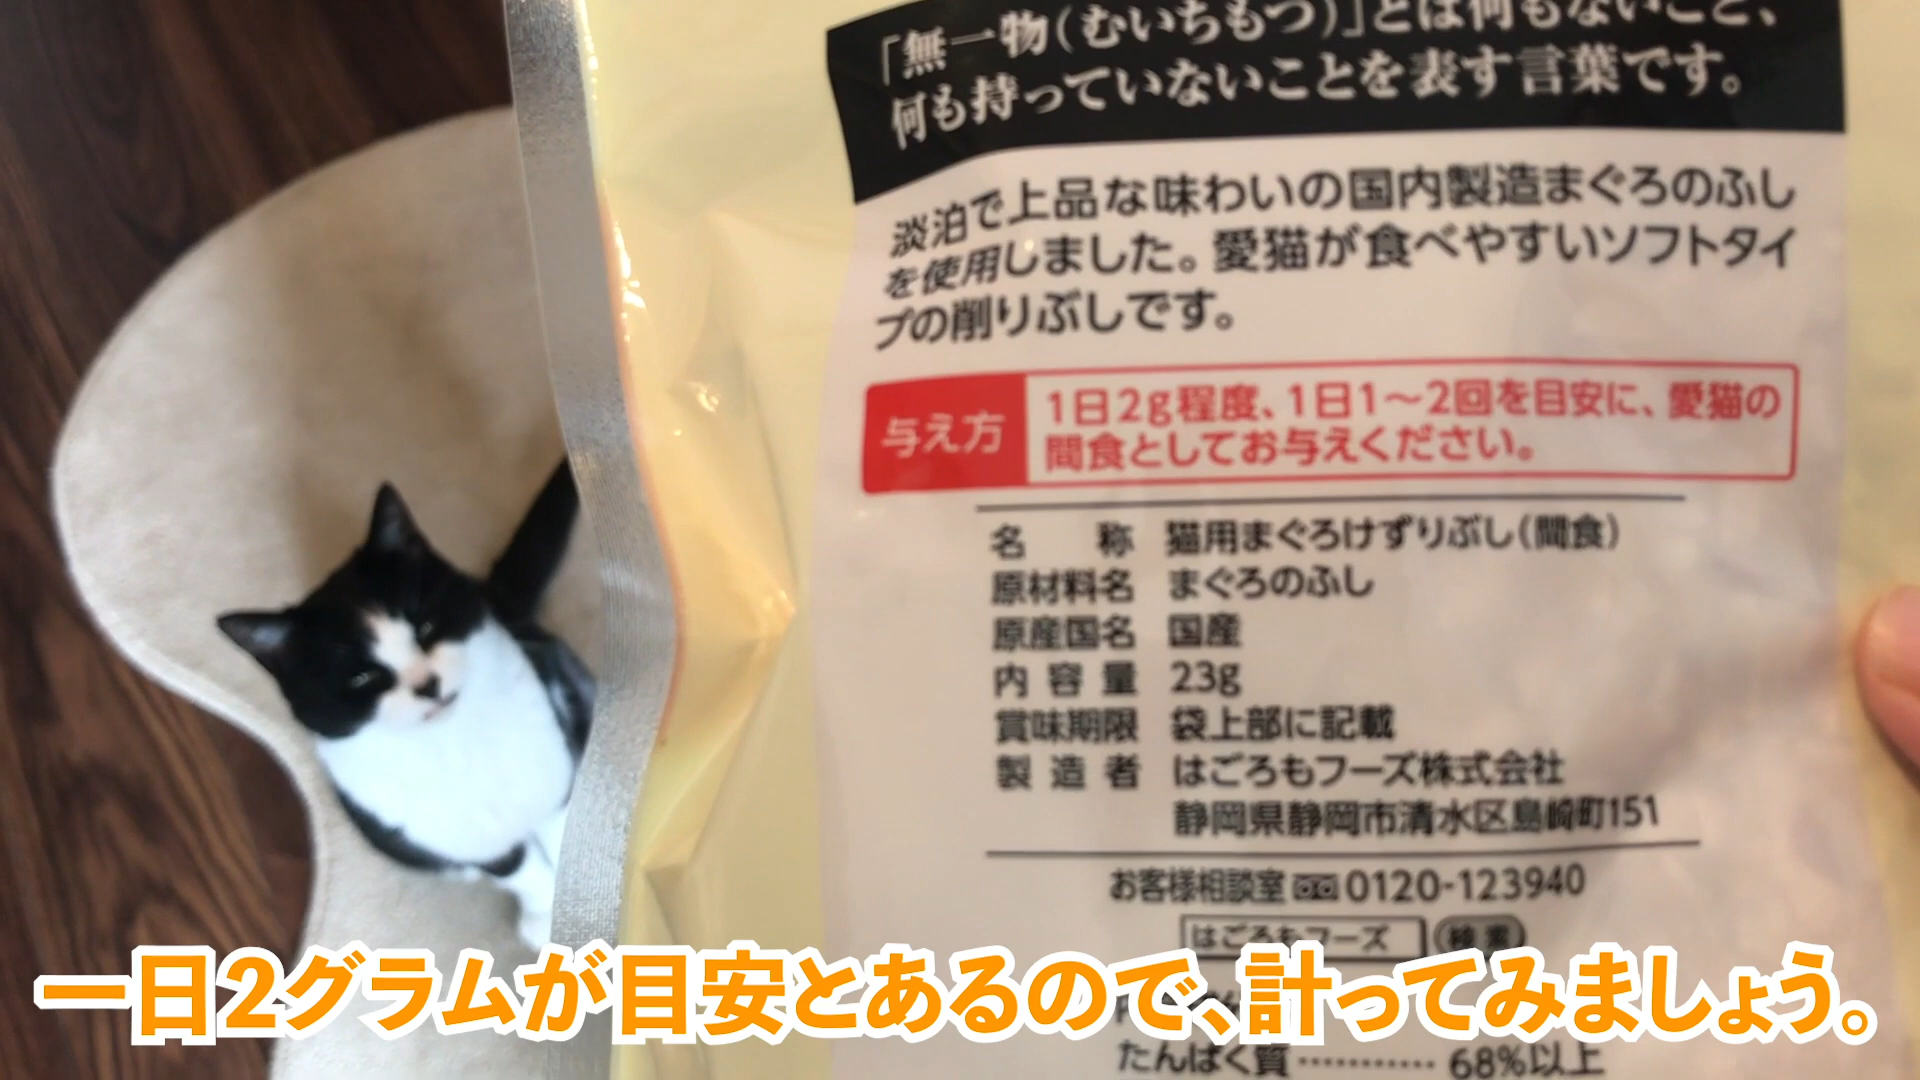 「無一物(むいちもつ)」とは何もないこと、
何も持っていないことを表す言葉です。
淡泊で上品な味わいの国内製造まぐろのふし
を使用しました。愛猫が食べやすいソフトタイ
プの削りぶしです。
与え方
1日2g程度、1日1〜2回を目安に、愛猫の
間食としてお与えください。
名 称 猫用まぐろけずりぶし(間食)
原材料名 まぐろのふし
原産国名 国産
内容量 23g
賞味期限 袋上部に記載
製造者 はごろもフーズ株式会社
静岡県静岡市清水区島崎町151
お客様相談室 0120-123940
はごろもフーズ 検索
一日2グラムが目安とあるので、計ってみましょう。
たんぱく質 ………… 68%以上